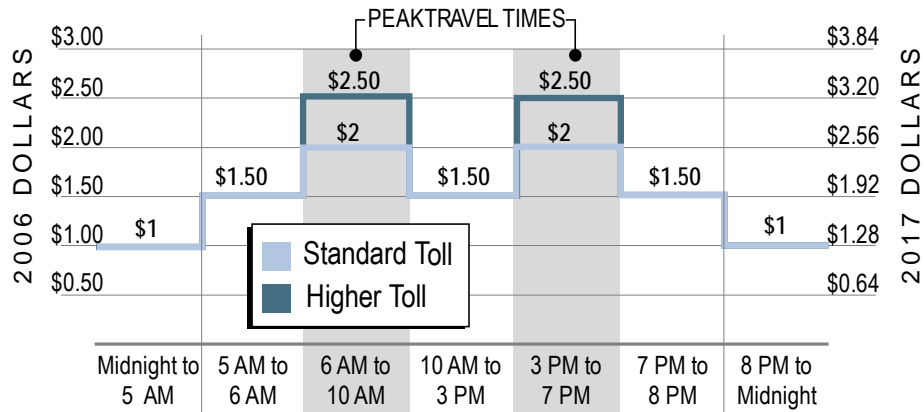 PEAKTRAVEL TIMES
2006 DOLLARS
$3.00
$2.50
$2.00
$1.50
$1.00
$0.50
2017 DOLLARS
$3.84
$3.20
$2.56
$1.92
$1.28
$0.64
$2.50
$2.50
$2
$2
$1.50
$1.50
$1.50
$1
$1
Standard Toll
Higher Toll
Midnight to
5 AM
5 AM to
6 AM
6 AM to
10 AM
10 AM to
3 PM
3 PM to
7 PM
7 PM to
8 PM
8 PM to
Midnight